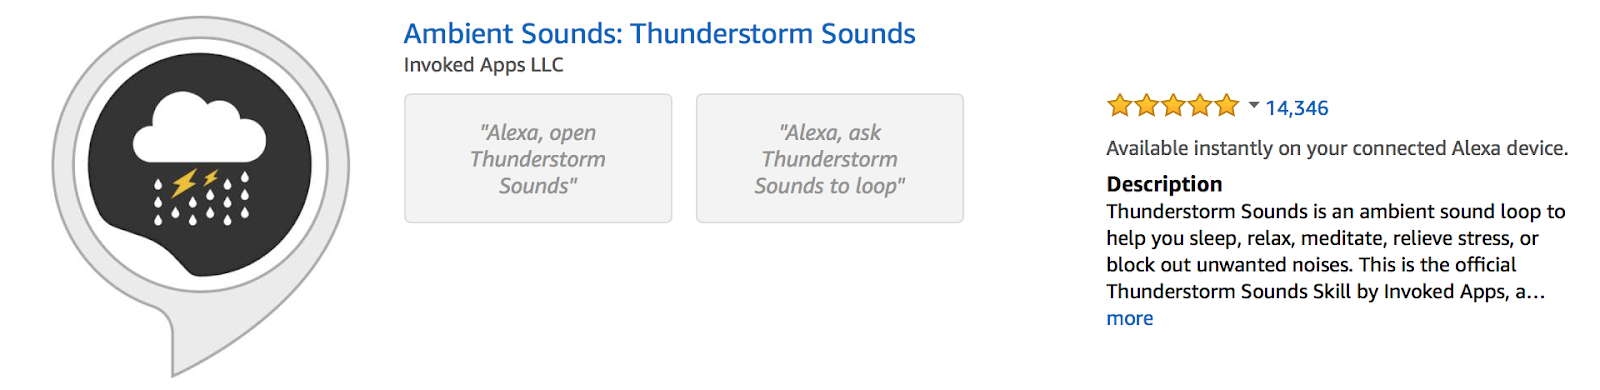 Ambient Sounds: Thunderstorm Sounds
Invoked Apps LLC
"Alexa, open
Thunderstorm
Sounds"
"Alexa, ask
Thunderstorm
Sounds to loop"
14,346
Available instantly on your connected Alexa device.
Description
Thunderstorm Sounds is an ambient sound loop to
help you sleep, relax, meditate, relieve stress, or
block out unwanted noises. This is the official
Thunderstorm Sounds Skill by Invoked Apps, a...
more